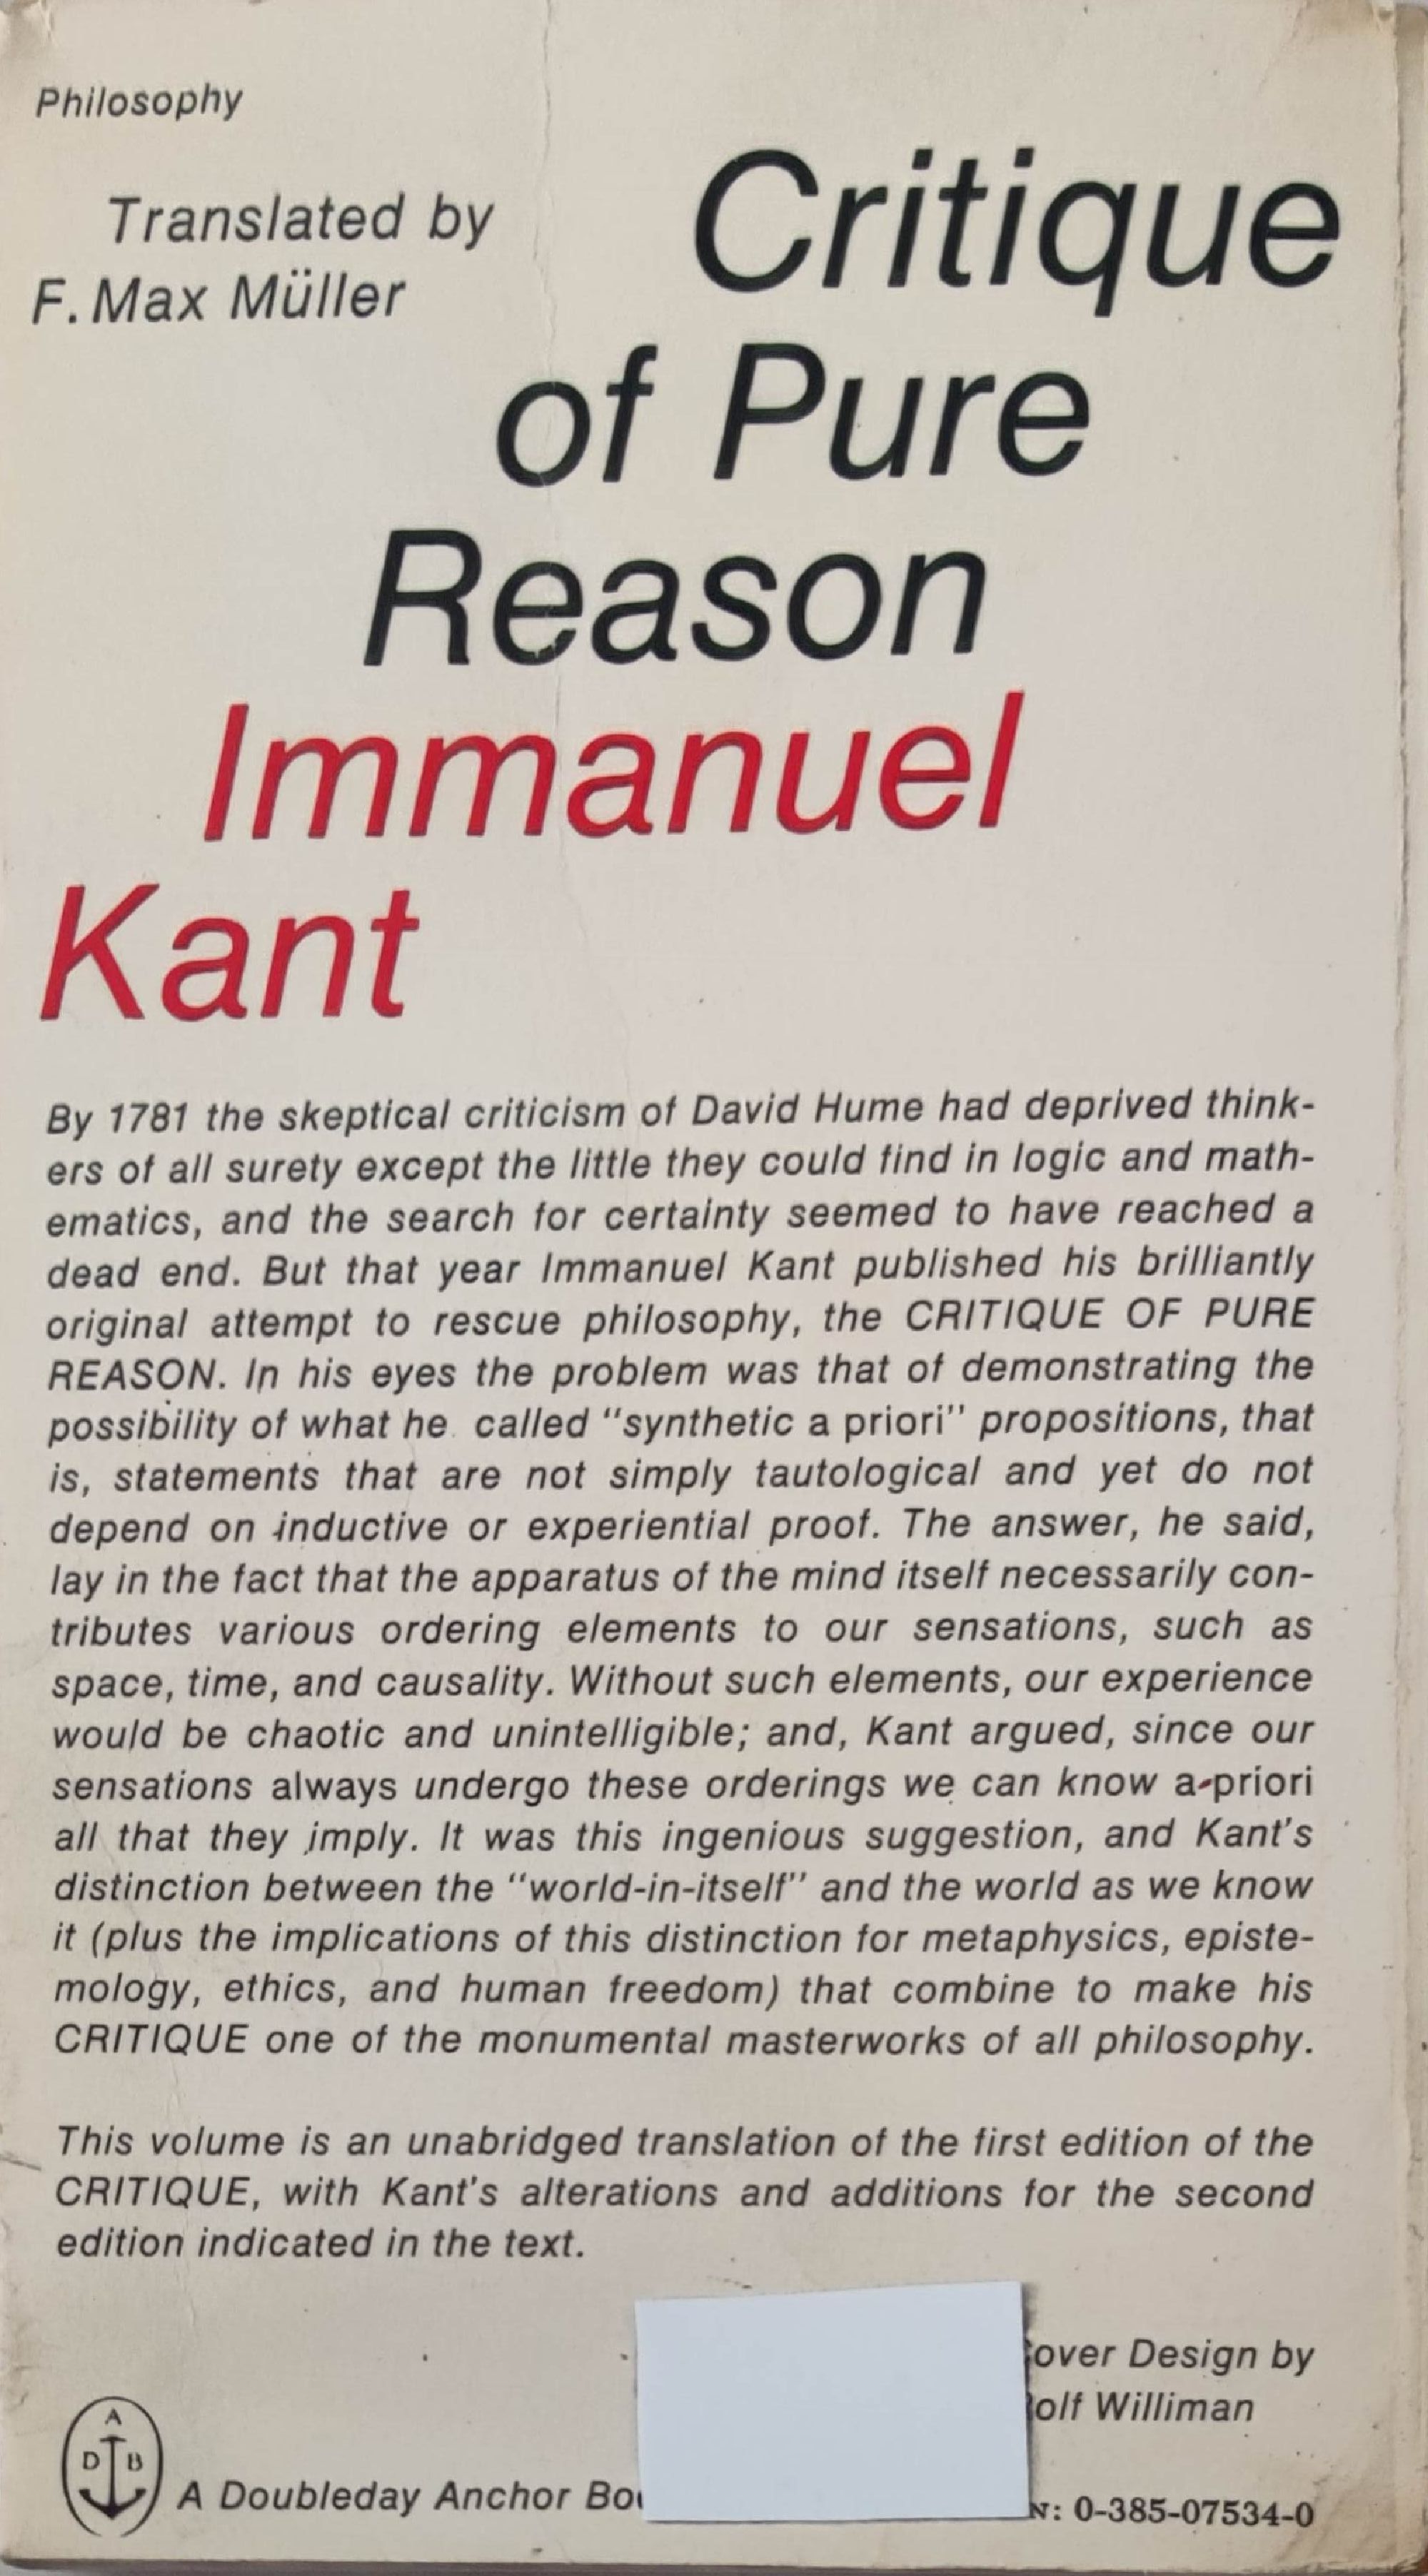 Philosophy
Translated by
F. Max Müller
Critique
of Pure
Reason
Immanuel
Kant
By 1781 the skeptical criticism of David Hume had deprived think-
ers of all surety except the little they could find in logic and math-
ematics, and the search for certainty seemed to have reached a
dead end. But that year Immanuel Kant published his brilliantly
original attempt to rescue philosophy, the CRITIQUE OF PURE
REASON. In his eyes the problem was that of demonstrating the
possibility of what he called "synthetic a priori" propositions, that
is, statements that are not simply tautological and yet do not
depend on inductive or experiential proof. The answer, he said,
lay in the fact that the apparatus of the mind itself necessarily con-
tributes various ordering elements to our sensations, such as
space, time, and causality. Without such elements, our experience
would be chaotic and unintelligible; and, Kant argued, since our
sensations always undergo these orderings we can know a-priori
all that they imply. It was this ingenious suggestion, and Kant's
distinction between the "world-in-itself" and the world as we know
it (plus the implications of this distinction for metaphysics, episte-
mology, ethics, and human freedom) that combine to make his
CRITIQUE one of the monumental masterworks of all philosophy.
This volume is an unabridged translation of the first edition of the
CRITIQUE, with Kant's alterations and additions for the second
edition indicated in the text.
Design by
Williman
A
D B
A Doubleday Anchor
0-385-07534-0